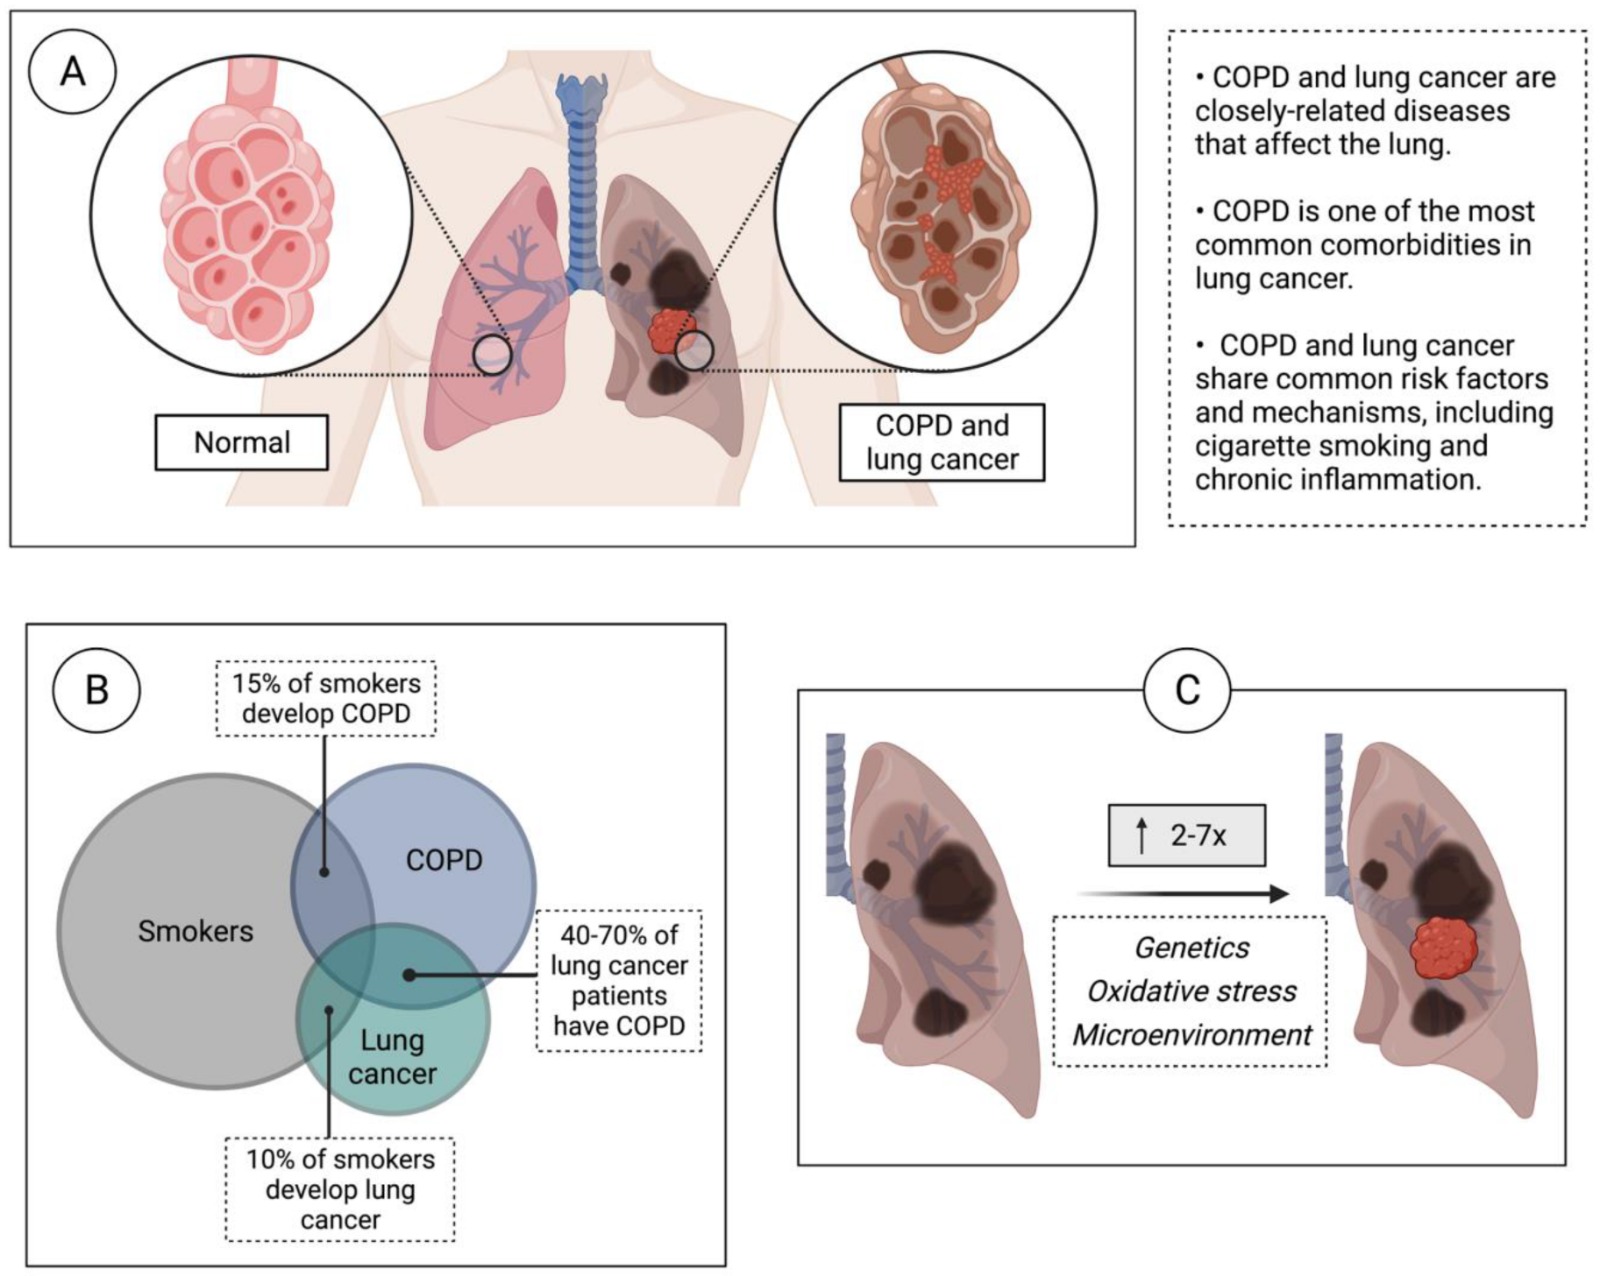 A
Normal
COPD and
lung cancer
• COPD and lung cancer are
closely-related diseases
that affect the lung.
• COPD is one of the most
common comorbidities in
lung cancer.
• COPD and lung cancer
share common risk factors
and mechanisms, including
cigarette smoking and
chronic inflammation.
B
15% of smokers
develop COPD
COPD
Smokers
40-70% of
lung cancer
patients
have COPD
Lung
cancer
10% of smokers
develop lung
cancer
C
↑ 2-7x
Genetics
Oxidative stress
Microenvironment